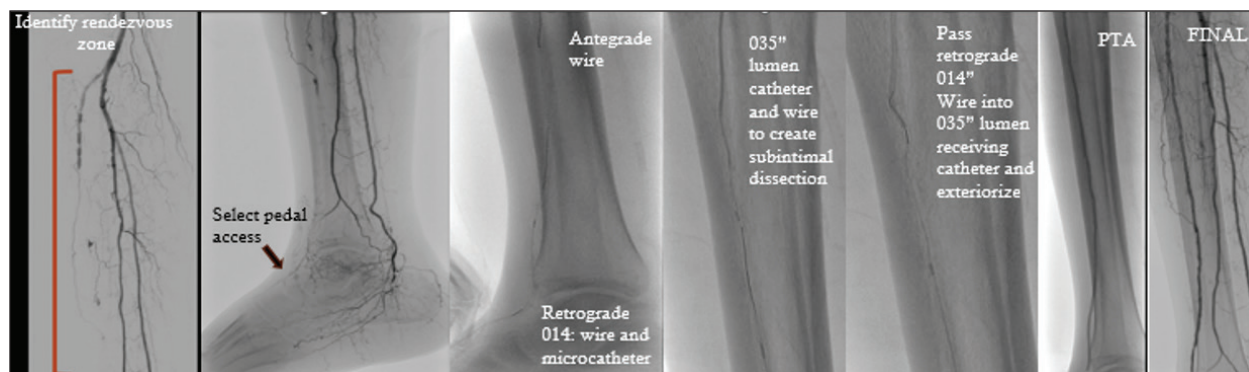 Identify rendezvous
zone
Select pedal
access
Antegrade
wire
Retrograde
014: wire and
microcatheter
035”
lumen
catheter
and wire
to create
subintimal
dissection
Pass
retrograde
014”
Wire into
035” lumen
receiving
catheter and
exteriorize
PTA
FINAL